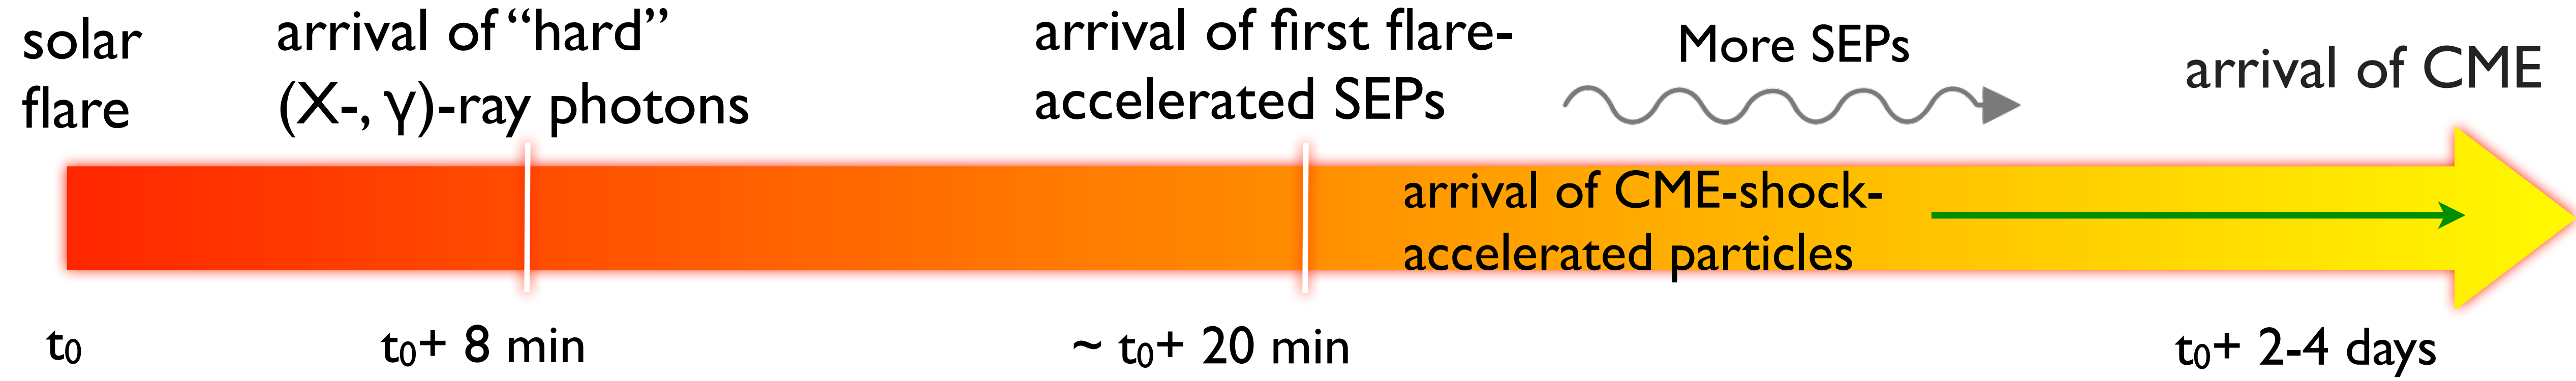 solar
flare
arrival of “hard”
(X-, γ)-ray photons
arrival of first flare-
accelerated SEPs
More SEPs
arrival of CME
arrival of CME-shock-
accelerated particles
t₀
t₀+ 8 min
~ t₀+ 20 min
t₀+ 2-4 days